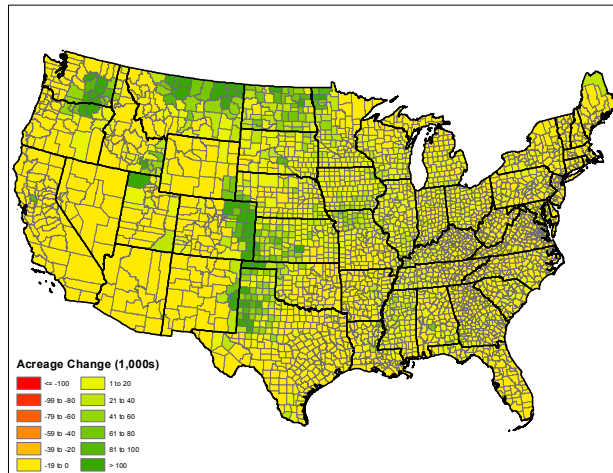 Acreage Change (1,000s)
<= -100
-99 to -80
-79 to -60
-59 to -40
-39 to -20
-19 to 0
1 to 20
21 to 40
41 to 60
61 to 80
81 to 100
> 100